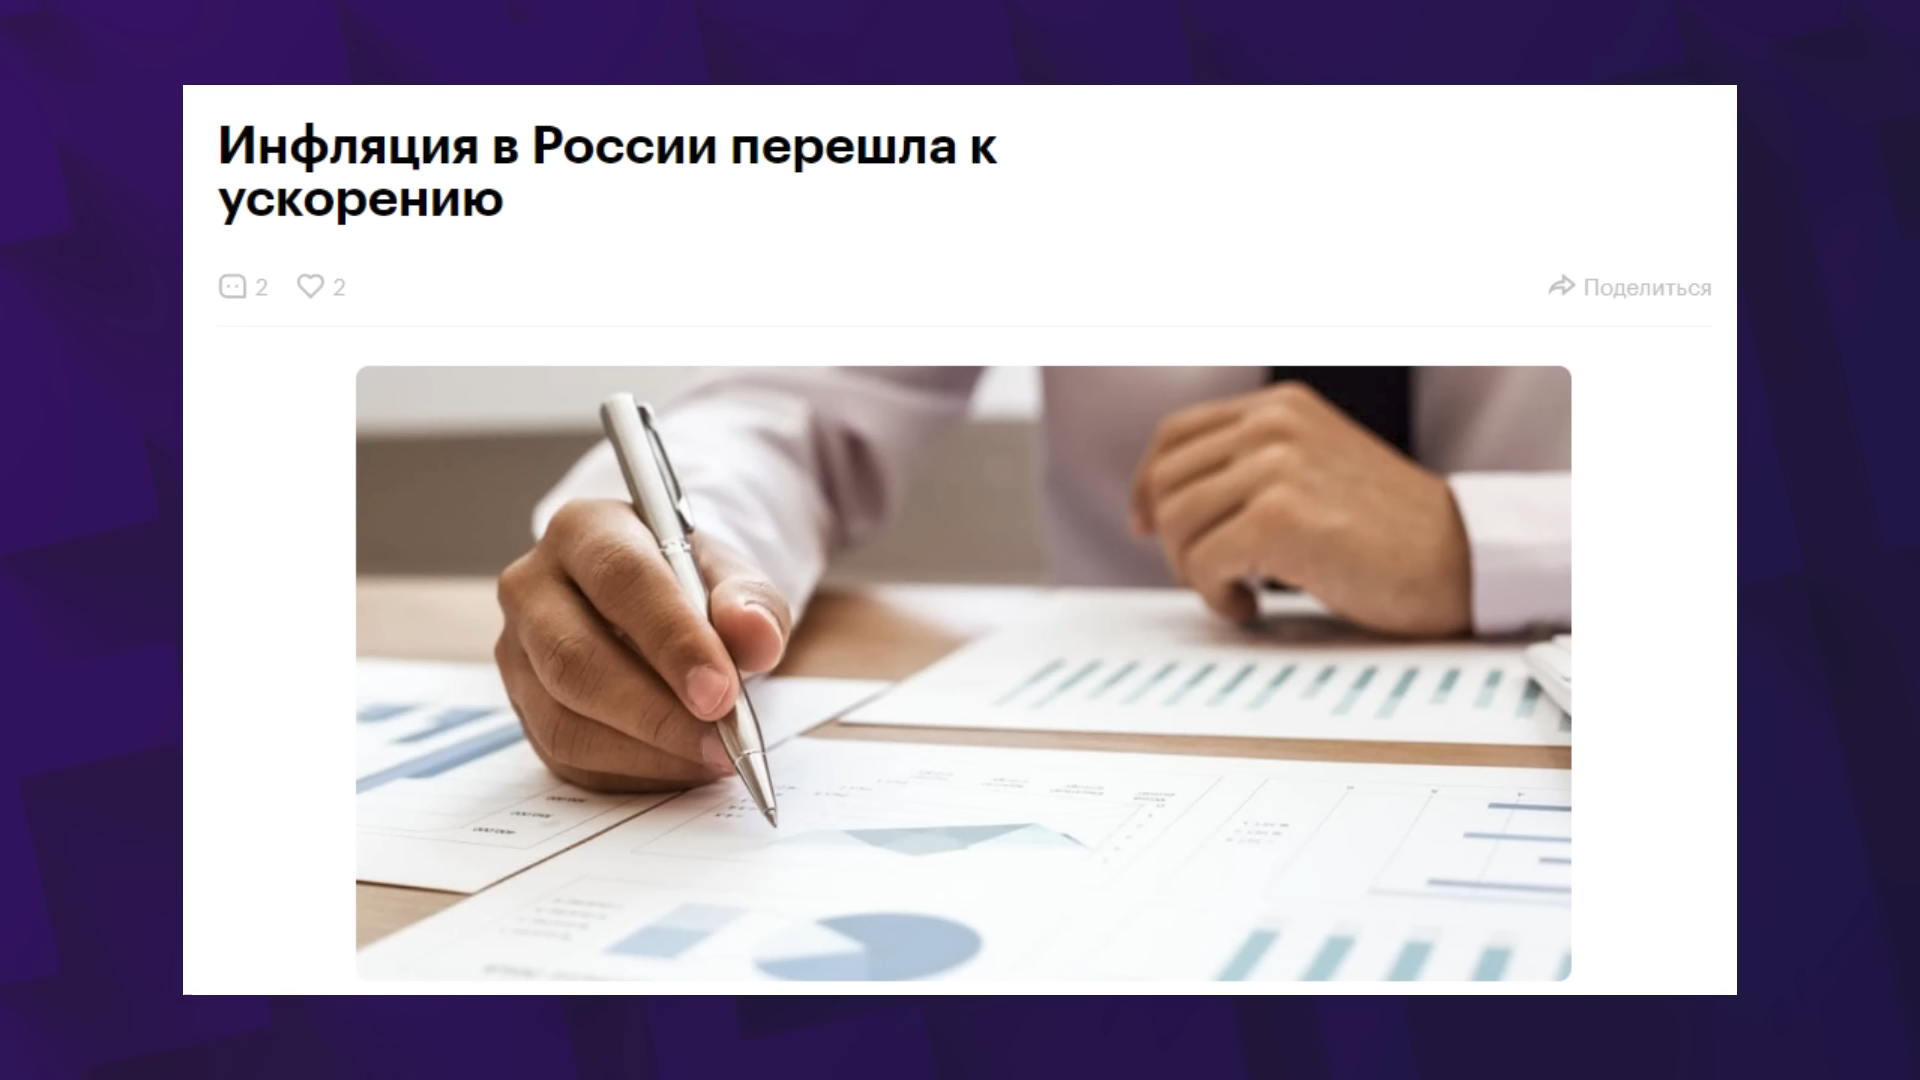 Инфляция в России перешла к
ускорению
2
2
Поделиться